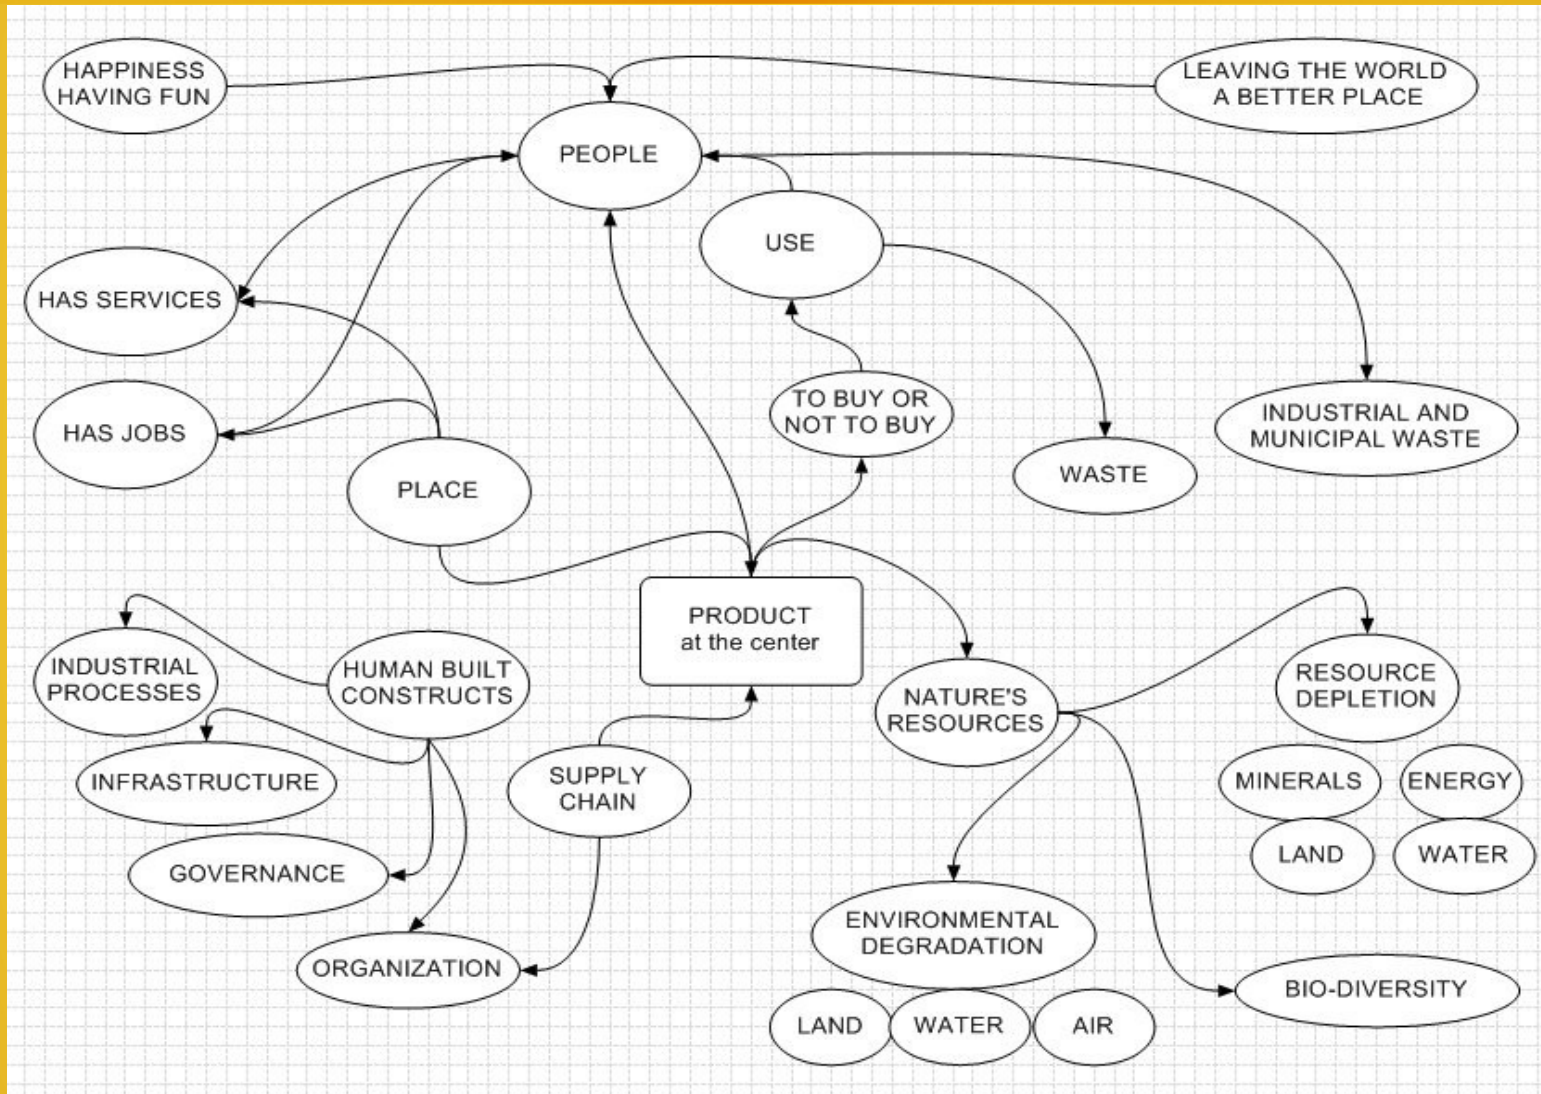 HAPPINESS
HAVING FUN
LEAVING THE WORLD
A BETTER PLACE
PEOPLE
USE
HAS SERVICES
TO BUY OR
NOT TO BUY
INDUSTRIAL AND
MUNICIPAL WASTE
HAS JOBS
WASTE
PLACE
PRODUCT
at the center
INDUSTRIAL
PROCESSES
HUMAN BUILT
CONSTRUCTS
NATURE'S
RESOURCES
RESOURCE
DEPLETION
INFRASTRUCTURE
SUPPLY
CHAIN
MINERALS
ENERGY
LAND
WATER
GOVERNANCE
ENVIRONMENTAL
DEGRADATION
ORGANIZATION
BIO-DIVERSITY
LAND
WATER
AIR